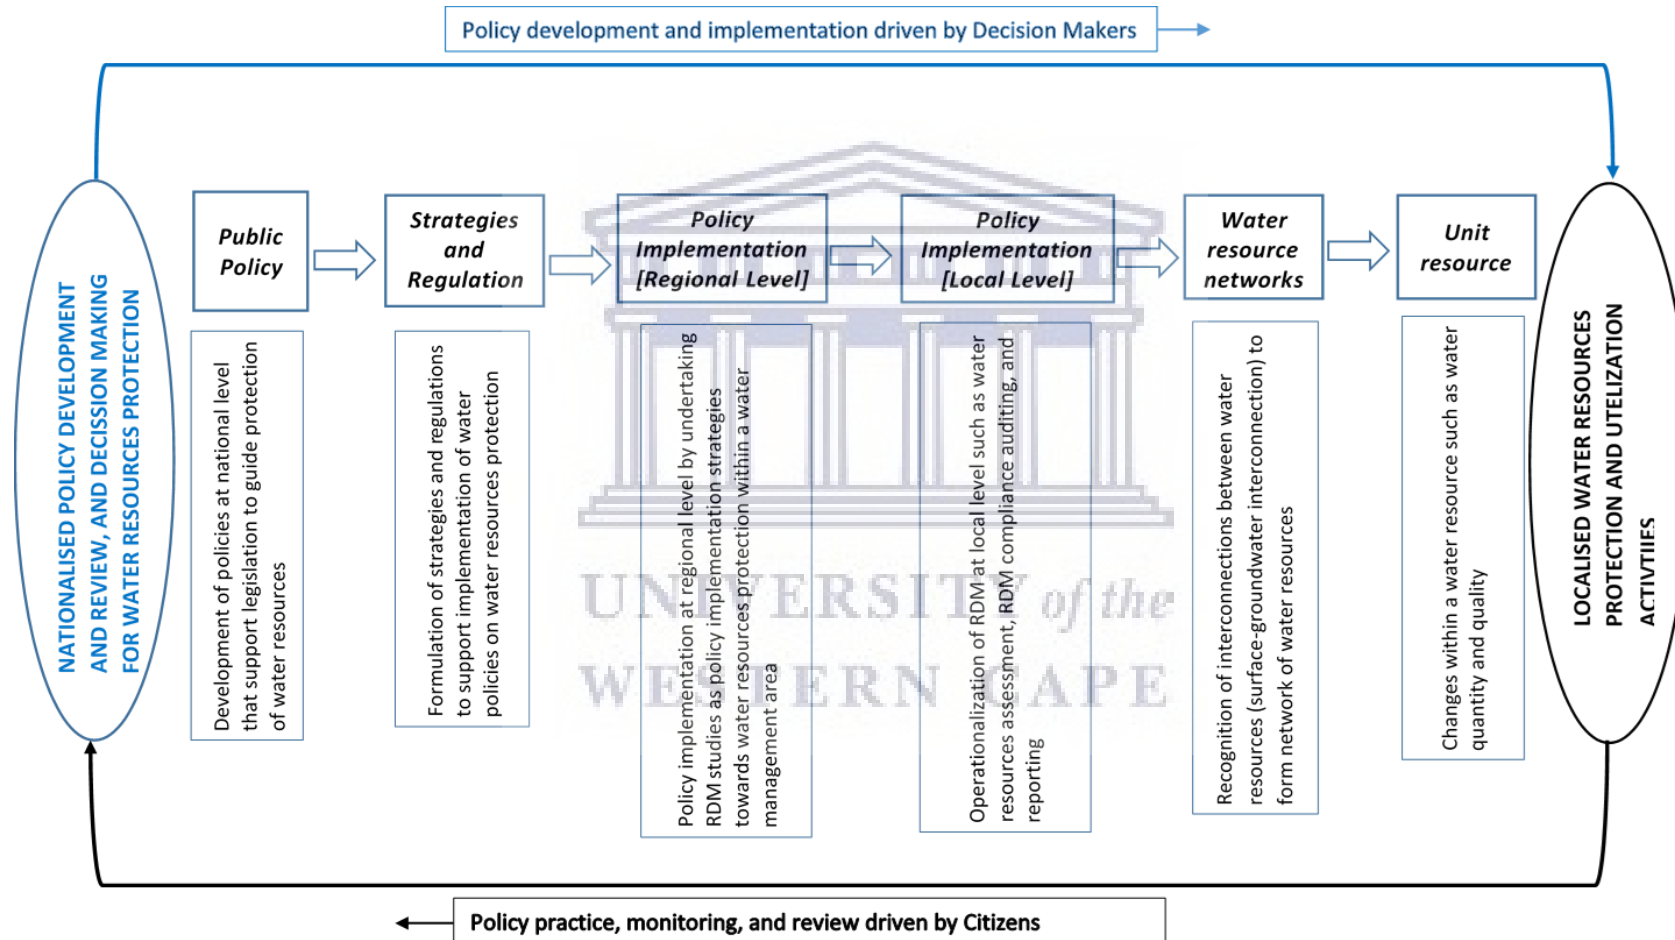 Policy development and implementation driven by Decision Makers
NATIONALISED POLICY DEVELOPMENT
AND REVIEW, AND DECISSION MAKING
FOR WATER RESOURCES PROTECTION
Public
Policy
Strategies
and
Regulation
Policy
Implementation
[Regional Level]
Policy
Implementation
[Local Level]
Water
resource
networks
Unit
resource
Development of policies at national level
that support legislation to guide protection
of water resources
Formulation of strategies and regulations
to support implementation of water
policies on water resources protection
Policy implementation at regional level by undertaking
RDM studies as policy implementation strategies
towards water resources protection within a water
management area
Operationalization of RDM at local level such as water
resources assessment, RDM compliance auditing, and
reporting
Recognition of interconnections between water
resources (surface-groundwater interconnection) to
form network of water resources
Changes within a water resource such as water
quantity and quality
LOCALISED WATER RESOURCES
PROTECTION AND UTELIZATION
ACTIVTIES
UNIVERSITY of the
WESTERN CAPE
Policy practice, monitoring, and review driven by Citizens